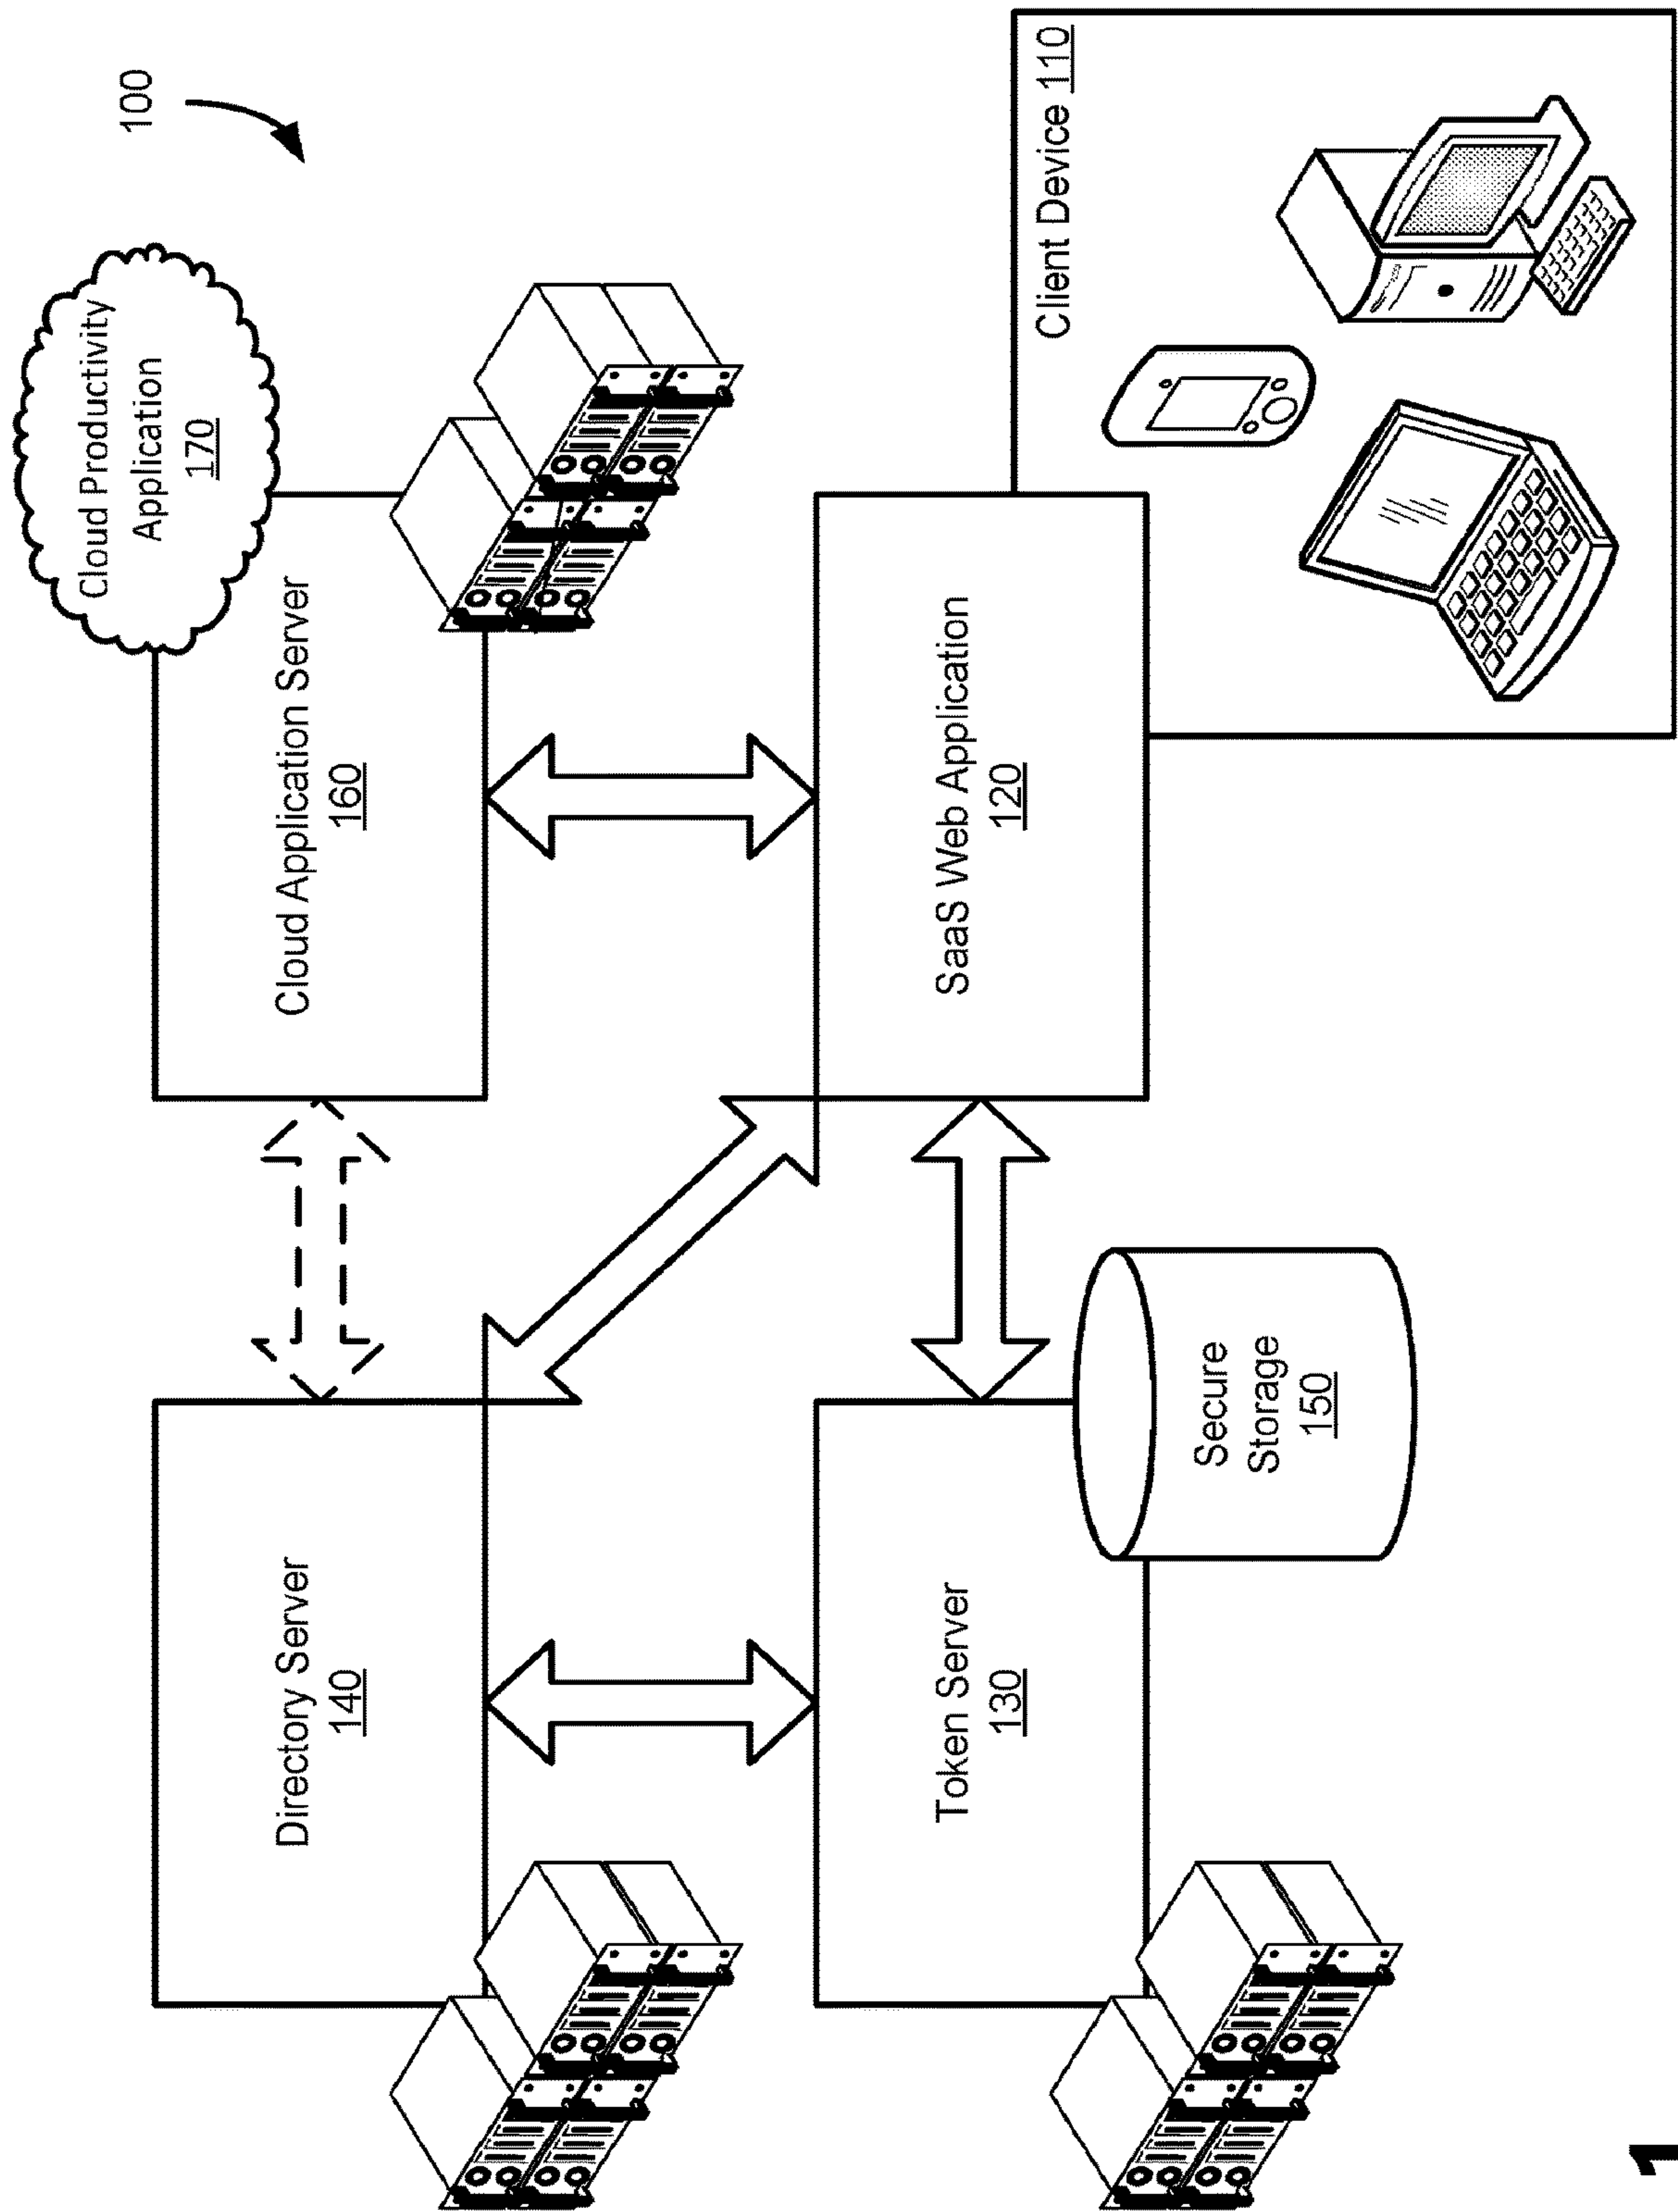 100
Cloud Productivity
Application
170
Directory Server
140
Cloud Application Server
160
Token Server
130
SaaS Web Application
120
Secure
Storage
150
Client Device 110
1